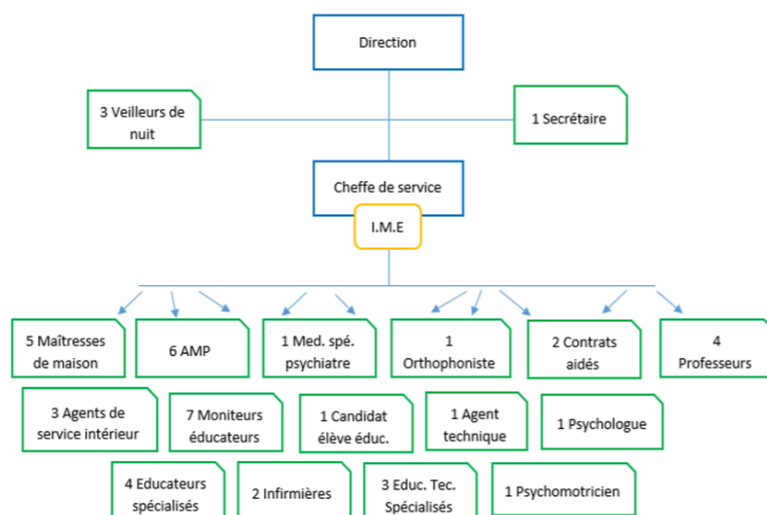 Direction
3 Veilleurs de
nuit
1 Secrétaire
Cheffe de service
I.M.E
5 Maîtresses
de maison
6 AMP
1 Med. spé.
psychiatre
1
Orthophoniste
2 Contrats
aidés
4
Professeurs
3 Agents de
service intérieur
7 Moniteurs
éducateurs
1 Candidat
élève éduc.
1 Agent
technique
1 Psychologue
4 Educateurs
spécialisés
2 Infirmières
3 Educ. Tec.
Spécialisés
1 Psychomotricien